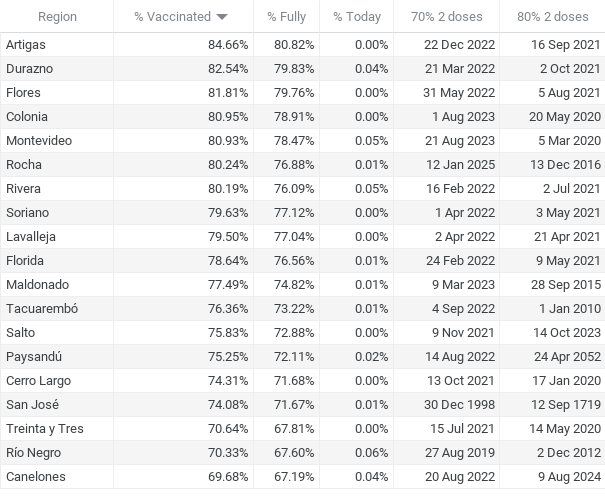 Region % Vaccinated % Fully % Today 70% 2 doses 80% 2 doses
Artigas 84.66% 80.82% 0.00% 22 Dec 2022 16 Sep 2021
Durazno 82.54% 79.83% 0.04% 21 Mar 2022 2 Oct 2021
Flores 81.81% 79.76% 0.00% 31 May 2022 5 Aug 2021
Colonia 80.95% 78.91% 0.00% 1 Aug 2023 20 May 2020
Montevideo 80.93% 78.47% 0.05% 21 Aug 2023 5 Mar 2020
Rocha 80.24% 76.88% 0.01% 12 Jan 2025 13 Dec 2016
Rivera 80.19% 76.09% 0.05% 16 Feb 2022 2 Jul 2021
Soriano 79.63% 77.12% 0.00% 1 Apr 2022 3 May 2021
Lavalleja 79.50% 77.04% 0.00% 2 Apr 2022 21 Apr 2021
Florida 78.64% 76.56% 0.01% 24 Feb 2022 9 May 2021
Maldonado 77.49% 74.82% 0.01% 9 Mar 2023 28 Sep 2015
Tacuarembó 76.36% 73.22% 0.01% 4 Sep 2022 1 Jan 2010
Salto 75.83% 72.88% 0.00% 9 Nov 2021 14 Oct 2023
Paysandú 75.25% 72.11% 0.02% 14 Aug 2022 24 Apr 2052
Cerro Largo 74.31% 71.68% 0.00% 13 Oct 2021 17 Jan 2020
San José 74.08% 71.67% 0.01% 30 Dec 1998 12 Sep 1719
Treinta y Tres 70.64% 67.81% 0.00% 15 Jul 2021 14 May 2020
Río Negro 70.33% 67.60% 0.06% 27 Aug 2019 2 Dec 2012
Canelones 69.68% 67.19% 0.04% 20 Aug 2022 9 Aug 2024